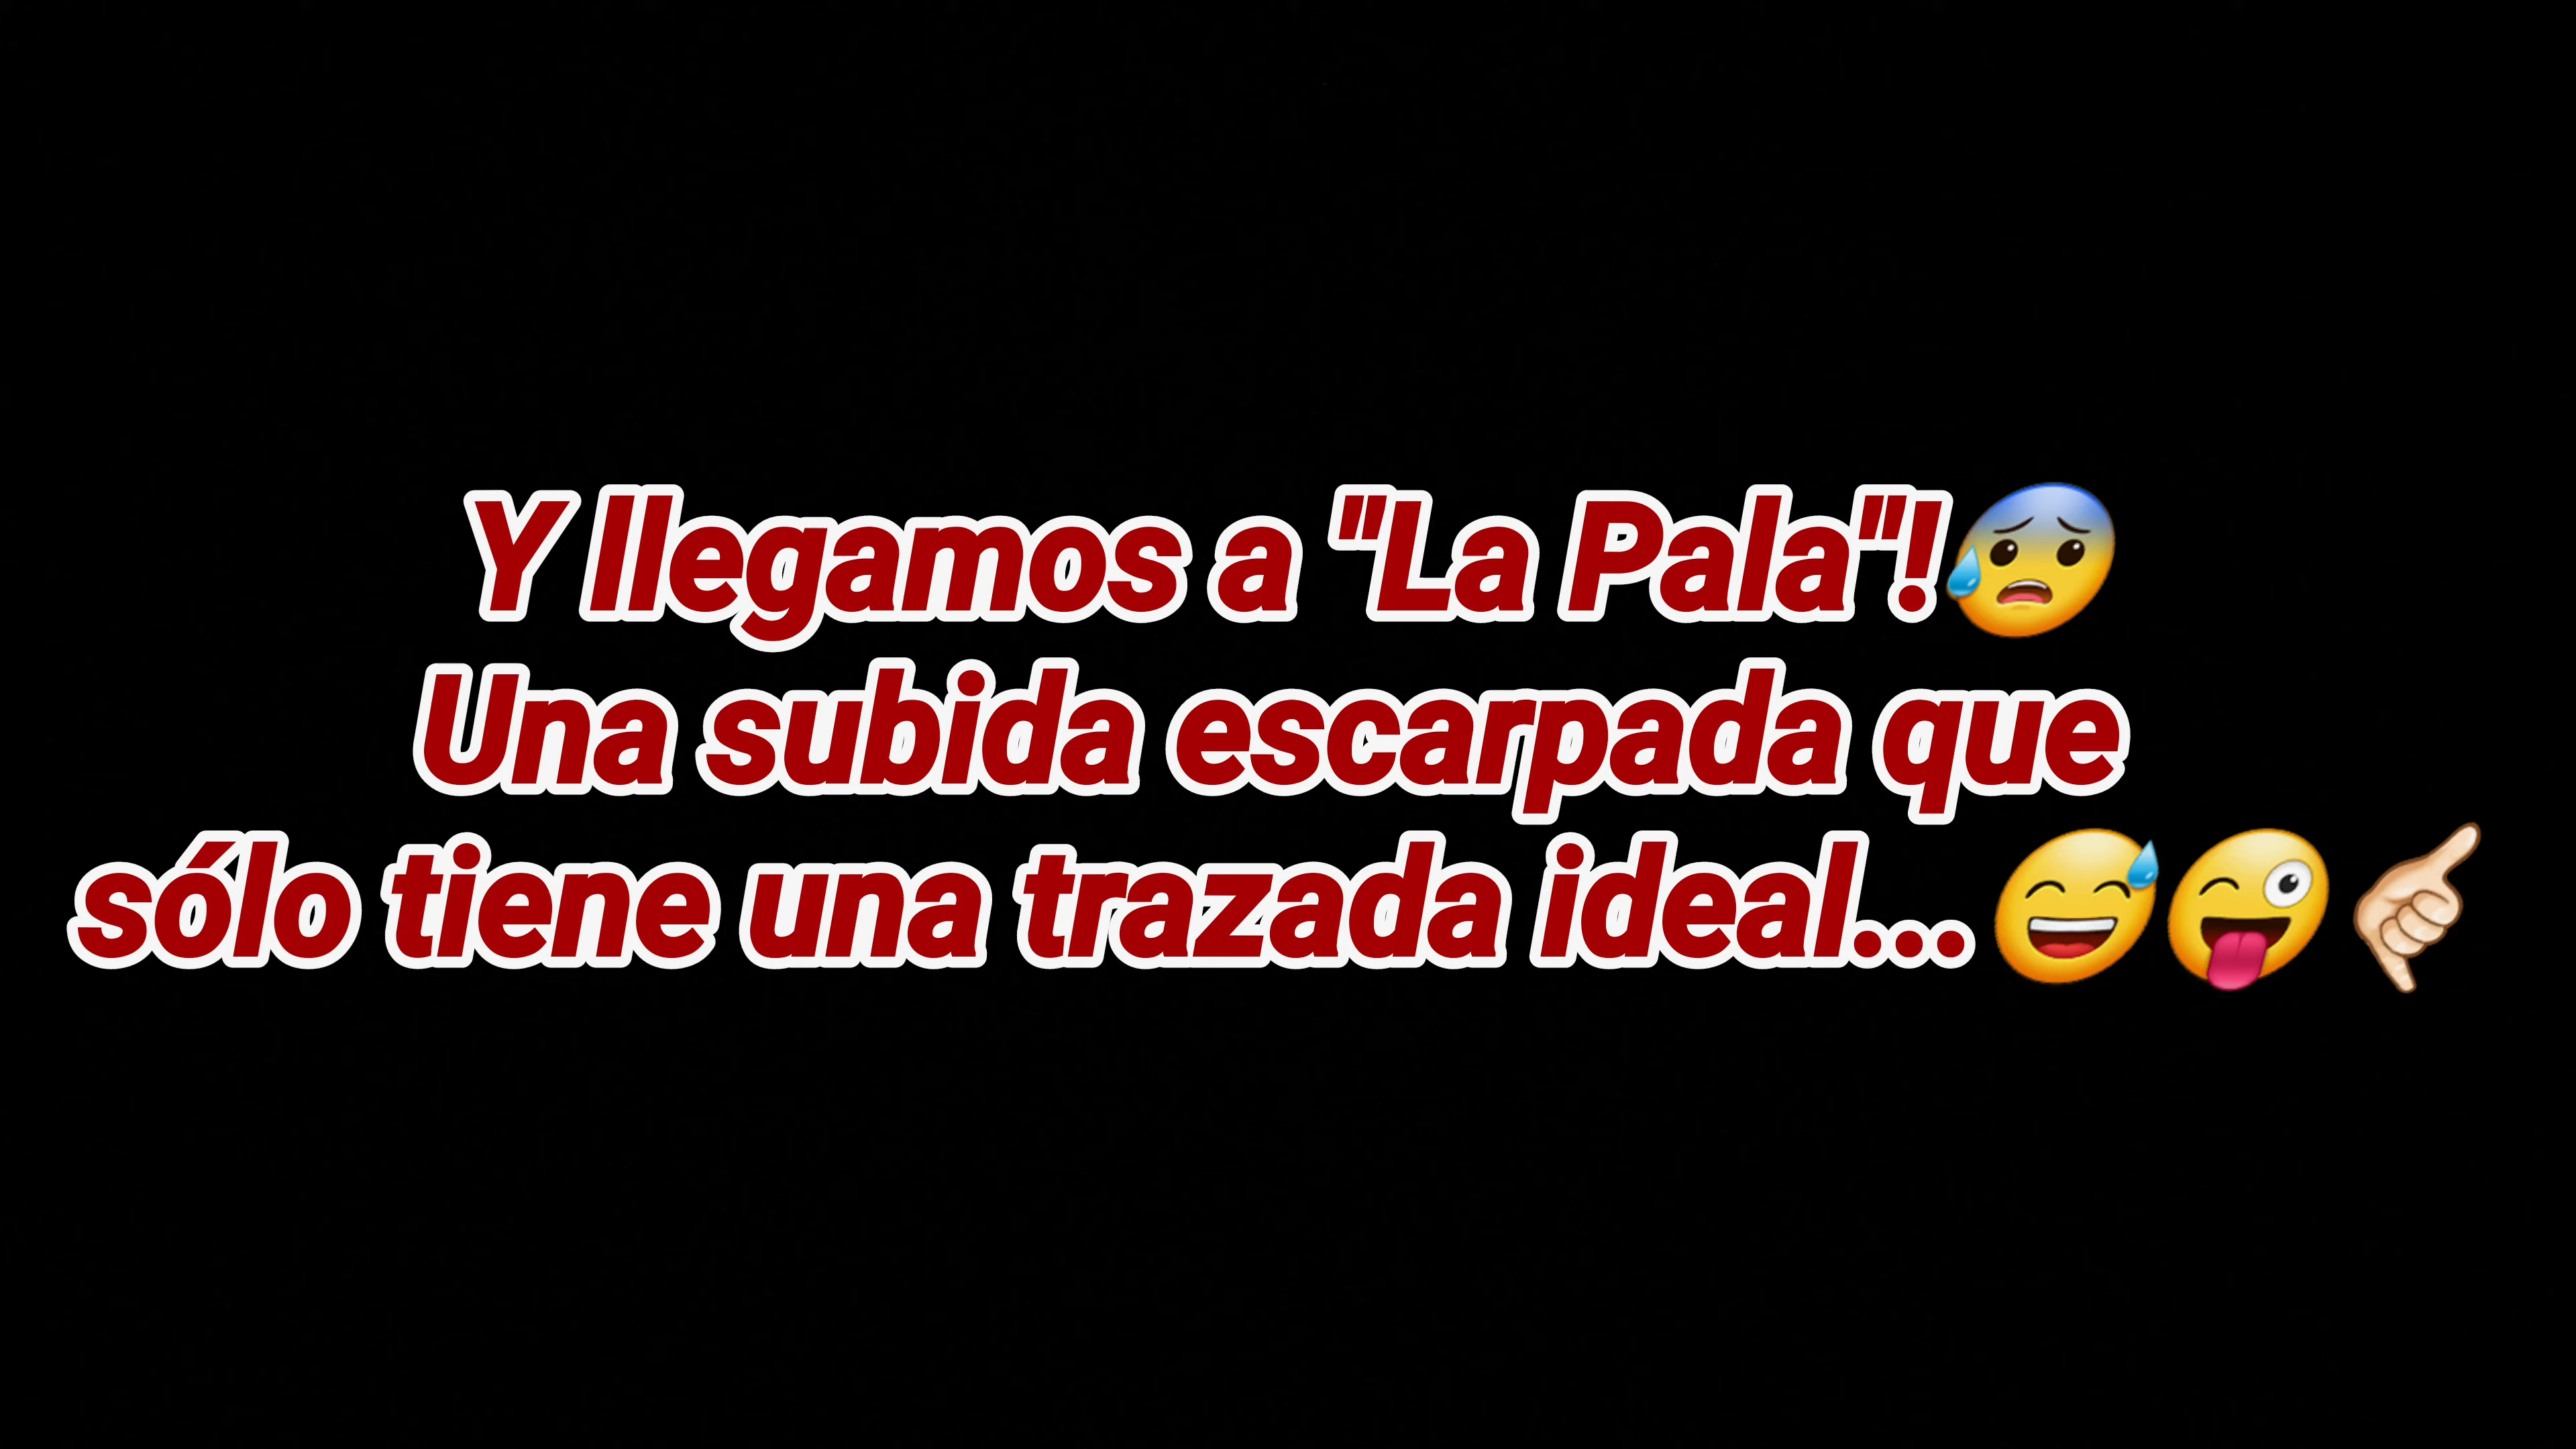 Y llegamos a "La Pala"!😰
Una subida escarpada que
sólo tiene una trazada ideal...😅😜🤙🏻